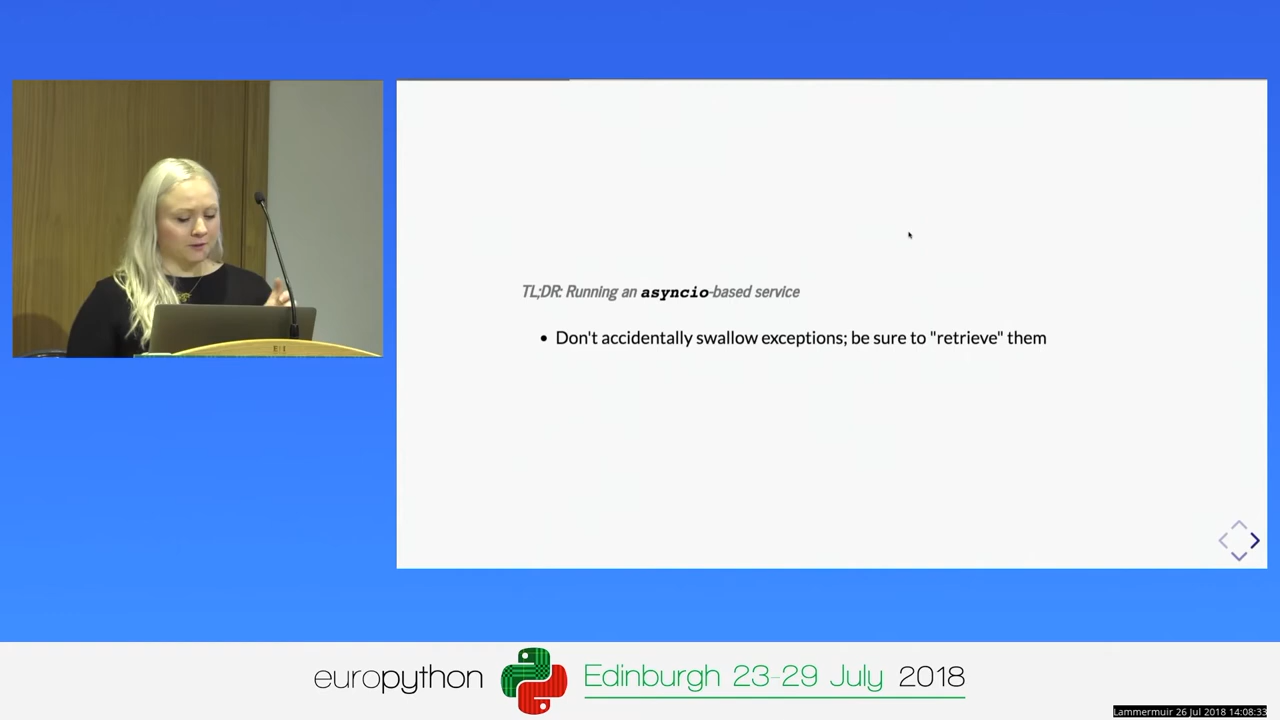 TL;DR: Running an asyncio-based service
• Don't accidentally swallow exceptions; be sure to "retrieve" them
europython
Edinburgh 23-29 July 2018
Lammermuir 26 Jul 2018 14:08:33